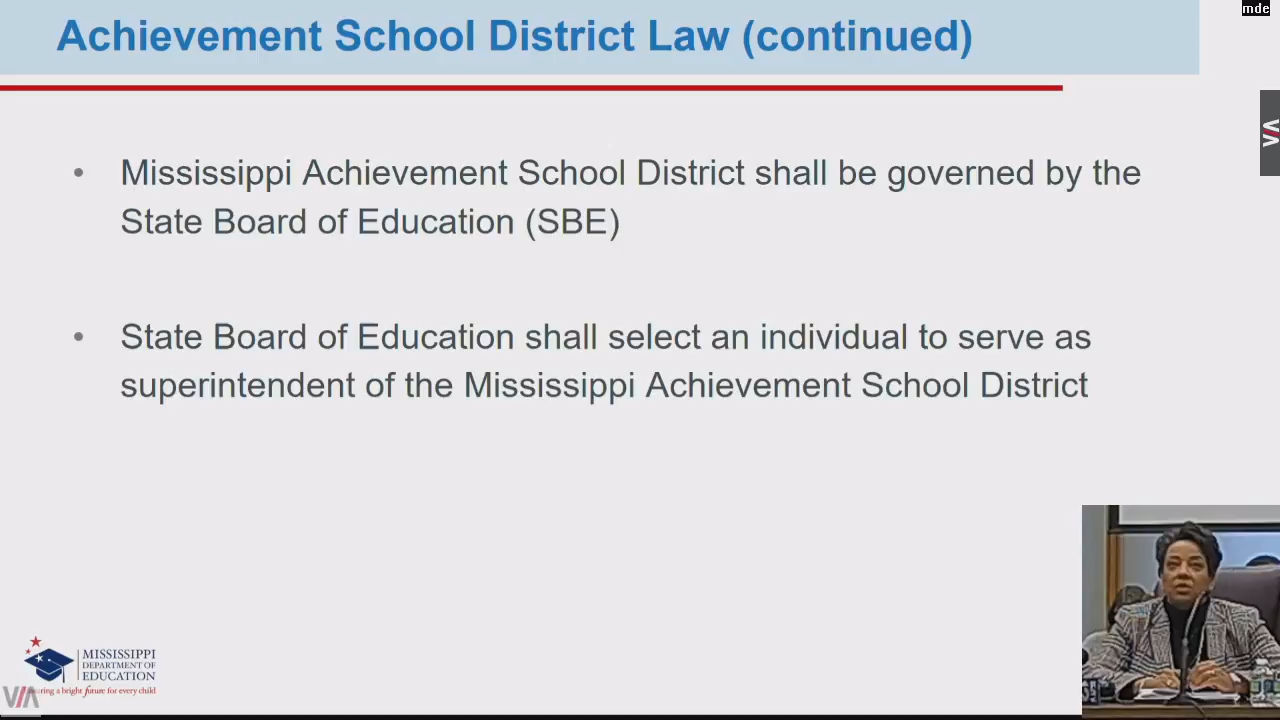 mde
Achievement School District Law (continued)
• Mississippi Achievement School District shall be governed by the
State Board of Education (SBE)
• State Board of Education shall select an individual to serve as
superintendent of the Mississippi Achievement School District
MISSISSIPPI
DEPARTMENT OF
EDUCATION
a bright future for every child
VIA